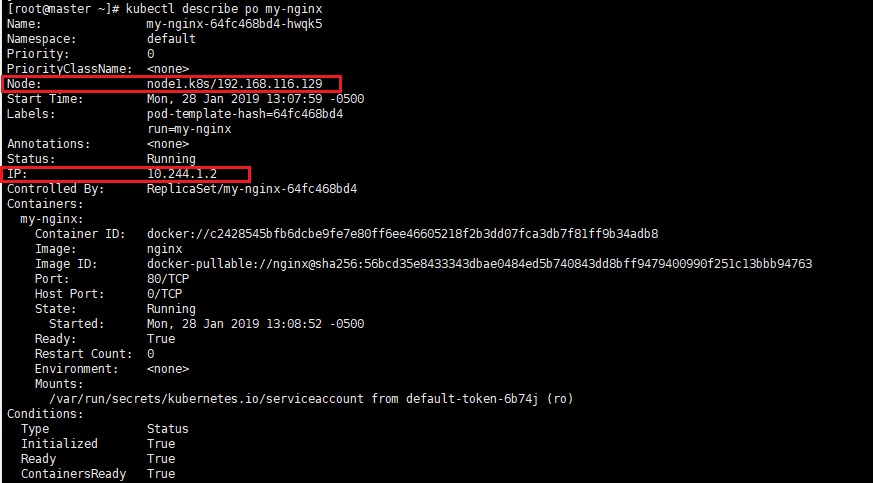 [root@master ~]# kubectl describe po my-nginx
Name:               my-nginx-64fc468bd4-hwqk5
Namespace:          default
Priority:           0
PriorityClassName:  <none>
Node:               node1.k8s/192.168.116.129
Start Time:         Mon, 28 Jan 2019 13:07:59 -0500
Labels:             pod-template-hash=64fc468bd4
                    run=my-nginx
Annotations:        <none>
Status:             Running
IP:                 10.244.1.2
Controlled By:      ReplicaSet/my-nginx-64fc468bd4
Containers:
  my-nginx:
    Container ID:   docker://c2428545bfb6dcbe9fe7e80ff6ee46605218f2b3dd07fca3db7f81ff9b34adb8
    Image:          nginx
    Image ID:       docker-pullable://nginx@sha256:56bcd35e8433343dbae0484ed5b740843dd8bff9479400990f251c13bbb94763
    Port:           80/TCP
    Host Port:      0/TCP
    State:          Running
      Started:      Mon, 28 Jan 2019 13:08:52 -0500
    Ready:          True
    Restart Count:  0
    Environment:    <none>
    Mounts:
      /var/run/secrets/kubernetes.io/serviceaccount from default-token-6b74j (ro)
Conditions:
  Type              Status
  Initialized       True
  Ready             True
  ContainersReady   True